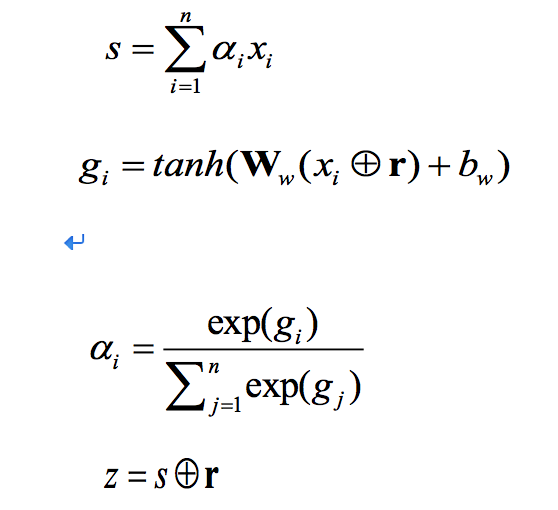 s = \sum_{i=1}^{n} \alpha_i x_i
g_i = tanh(\mathbf{W}_w (x_i \oplus \mathbf{r}) + b_w)
↵
\alpha_i = \frac{\exp(g_i)}{\sum_{j=1}^{n} \exp(g_j)}
z = s \oplus \mathbf{r}